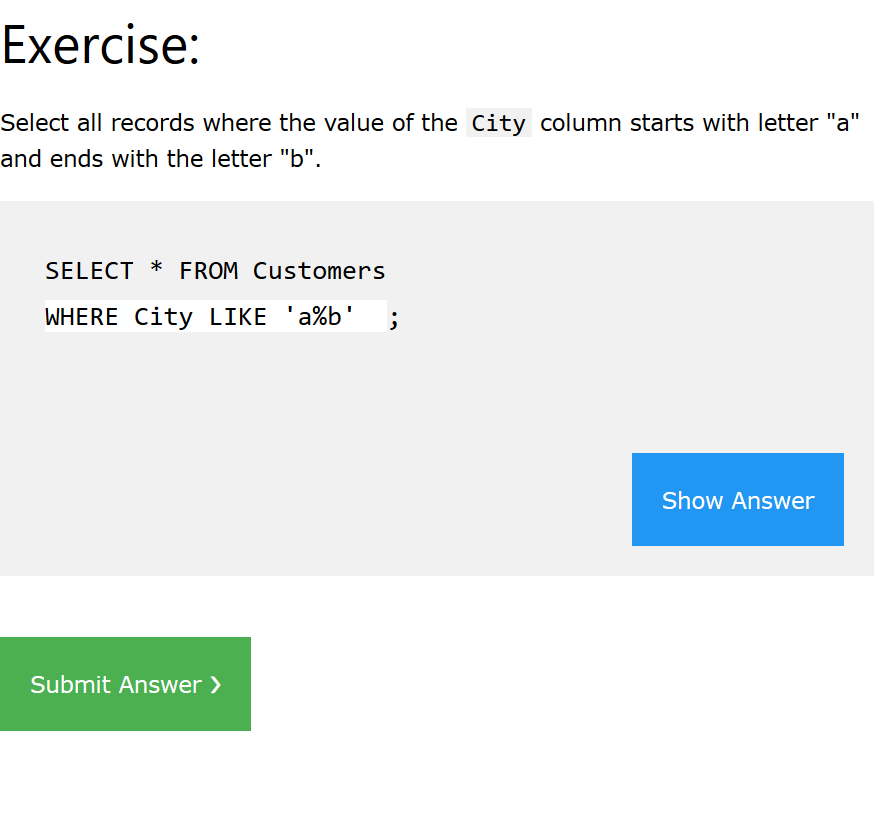 Exercise:
Select all records where the value of the City column starts with letter "a"
and ends with the letter "b".
SELECT * FROM Customers
WHERE City LIKE 'a%b' ;
Show Answer
Submit Answer ❯